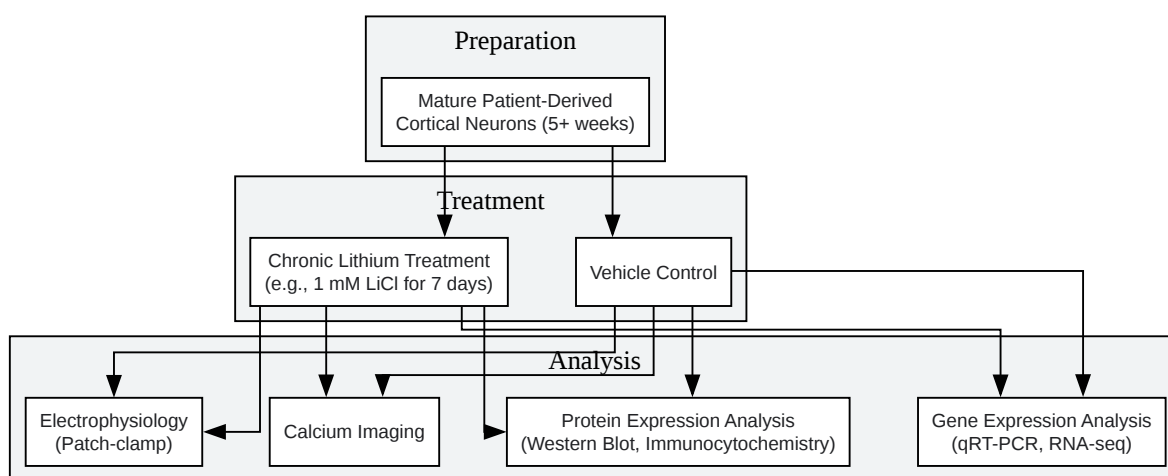 Preparation
Mature Patient-Derived
Cortical Neurons (5+ weeks)
Treatment
Chronic Lithium Treatment
(e.g., 1 mM LiCl for 7 days)
Vehicle Control
Analysis
Electrophysiology
(Patch-clamp)
Calcium Imaging
Protein Expression Analysis
(Western Blot, Immunocytochemistry)
Gene Expression Analysis
(qRT-PCR, RNA-seq)